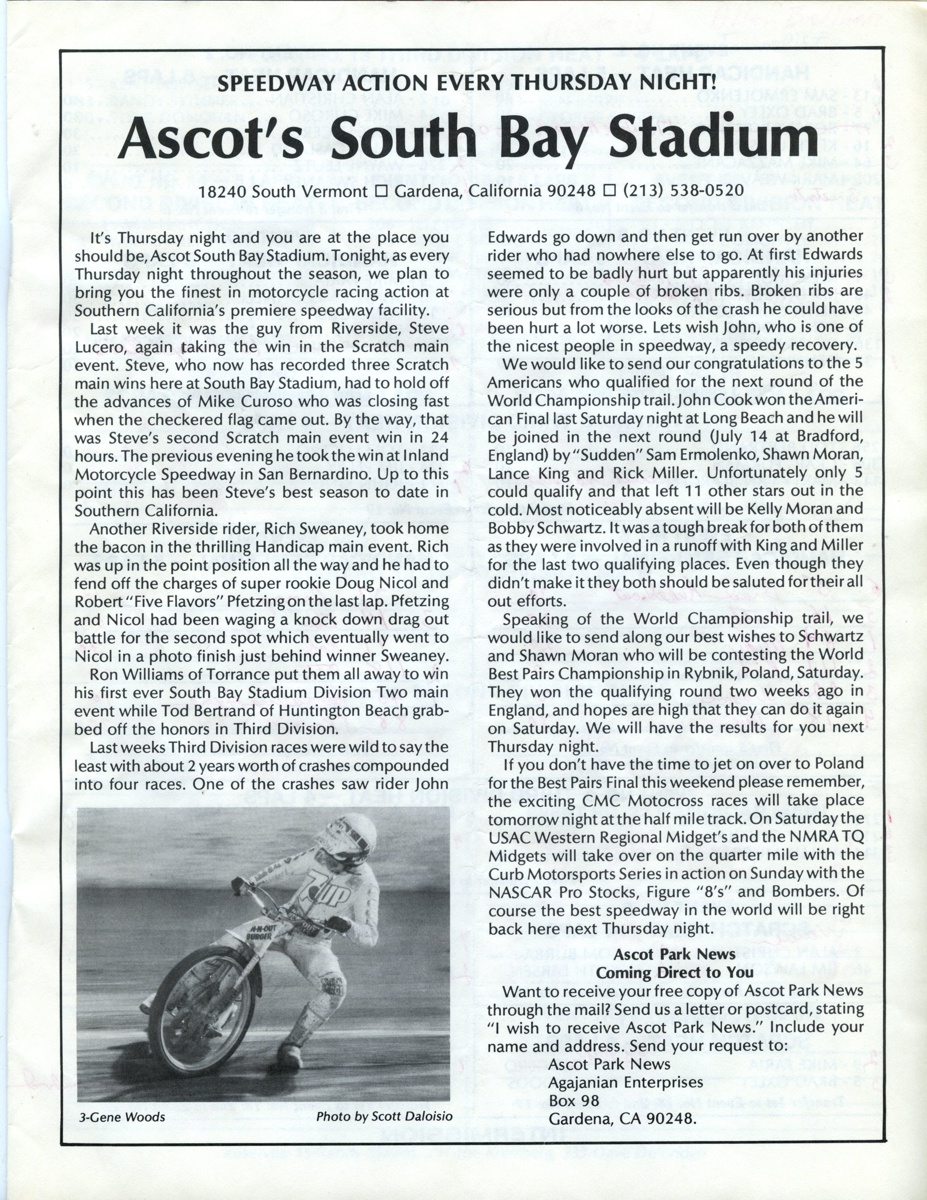 SPEEDWAY ACTION EVERY THURSDAY NIGHT!
Ascot's South Bay Stadium
18240 South Vermont □ Gardena, California 90248 □ (213) 538-0520
It's Thursday night and you are at the place you
should be, Ascot South Bay Stadium. Tonight, as every
Thursday night throughout the season, we plan to
bring you the finest in motorcycle racing action at
Southern California's premiere speedway facility.
Last week it was the guy from Riverside, Steve
Lucero, again taking the win in the Scratch main
event. Steve, who now has recorded three Scratch
main wins here at South Bay Stadium, had to hold off
the advances of Mike Curoso who was closing fast
when the checkered flag came out. By the way, that
was Steve's second Scratch main event win in 24
hours. The previous evening he took the win at Inland
Motorcycle Speedway in San Bernardino. Up to this
point this has been Steve's best season to date in
Southern California.
Another Riverside rider, Rich Sweaney, took home
the bacon in the thrilling Handicap main event. Rich
was up in the point position all the way and he had to
fend off the charges of super rookie Doug Nicol and
Robert "Five Flavors" Pfetzing on the last lap. Pfetzing
and Nicol had been waging a knock down drag out
battle for the second spot which eventually went to
Nicol in a photo finish just behind winner Sweaney.
Ron Williams of Torrance put them all away to win
his first ever South Bay Stadium Division Two main
event while Tod Bertrand of Huntington Beach grab-
bed off the honors in Third Division.
Last weeks Third Division races were wild to say the
least with about 2 years worth of crashes compounded
into four races. One of the crashes saw rider John
7UP
IN-N-OUT
BURGER
3-Gene Woods
Photo by Scott Daloisio
Edwards go down and then get run over by another
rider who had nowhere else to go. At first Edwards
seemed to be badly hurt but apparently his injuries
were only a couple of broken ribs. Broken ribs are
serious but from the looks of the crash he could have
been hurt a lot worse. Lets wish John, who is one of
the nicest people in speedway, a speedy recovery.
We would like to send our congratulations to the 5
Americans who qualified for the next round of the
World Championship trail. John Cook won the Ameri-
can Final last Saturday night at Long Beach and he will
be joined in the next round (July 14 at Bradford,
England) by "Sudden" Sam Ermolenko, Shawn Moran,
Lance King and Rick Miller. Unfortunately only 5
could qualify and that left 11 other stars out in the
cold. Most noticeably absent will be Kelly Moran and
Bobby Schwartz. It was a tough break for both of them
as they were involved in a runoff with King and Miller
for the last two qualifying places. Even though they
didn't make it they both should be saluted for their all
out efforts.
Speaking of the World Championship trail, we
would like to send along our best wishes to Schwartz
and Shawn Moran who will be contesting the World
Best Pairs Championship in Rybnik, Poland, Saturday.
They won the qualifying round two weeks ago in
England, and hopes are high that they can do it again
on Saturday. We will have the results for you next
Thursday night.
If you don't have the time to jet on over to Poland
for the Best Pairs Final this weekend please remember,
the exciting CMC Motocross races will take place
tomorrow night at the half mile track. On Saturday the
USAC Western Regional Midget's and the NMRA TQ
Midgets will take over on the quarter mile with the
Curb Motorsports Series in action on Sunday with the
NASCAR Pro Stocks, Figure "8's" and Bombers. Of
course the best speedway in the world will be right
back here next Thursday night.
Ascot Park News
Coming Direct to You
Want to receive your free copy of Ascot Park News
through the mail? Send us a letter or postcard, stating
"I wish to receive Ascot Park News." Include your
name and address. Send your request to:
Ascot Park News
Agajanian Enterprises
Box 98
Gardena, CA 90248.